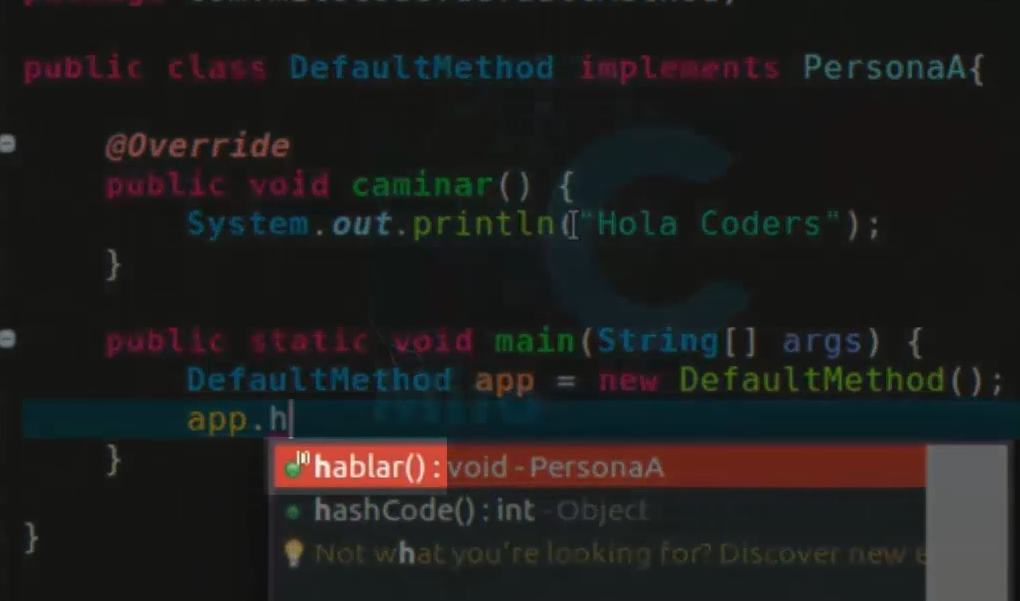 public class DefaultMethod implements PersonaA{
@Override
public void caminar() {
System.out.println("Hola Coders");
}
public static void main(String[] args) {
DefaultMethod app = new DefaultMethod();
app.h
}
hablar() : void - PersonaA
hashCode() : int - Object
}
Not what you're looking for? Discover new